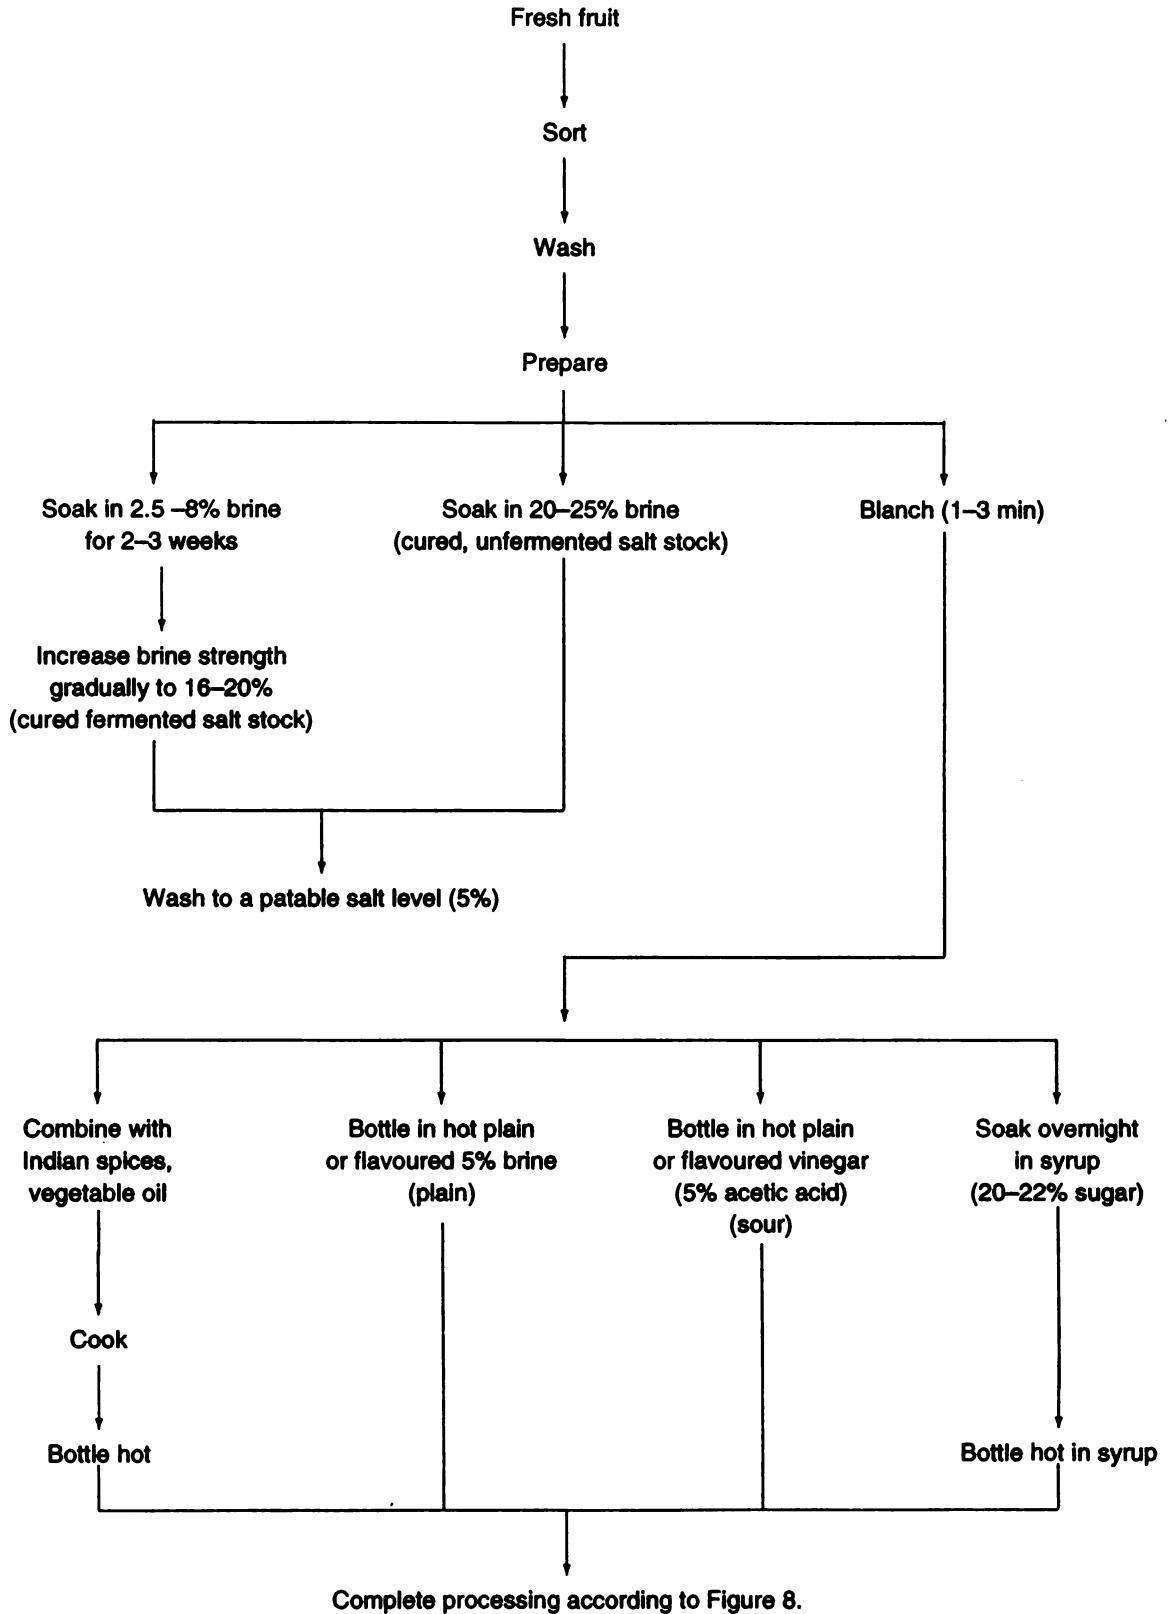 Fresh fruit
Sort
Wash
Prepare
Soak in 2.5 –8% brine
for 2–3 weeks
Soak in 20–25% brine
(cured, unfermented salt stock)
Blanch (1–3 min)
Increase brine strength
gradually to 16–20%
(cured fermented salt stock)
Wash to a patable salt level (5%)
Combine with
Indian spices,
vegetable oil
Bottle in hot plain
or flavoured 5% brine
(plain)
Bottle in hot plain
or flavoured vinegar
(5% acetic acid)
(sour)
Soak overnight
in syrup
(20–22% sugar)
Cook
Bottle hot
Bottle hot in syrup
Complete processing according to Figure 8.